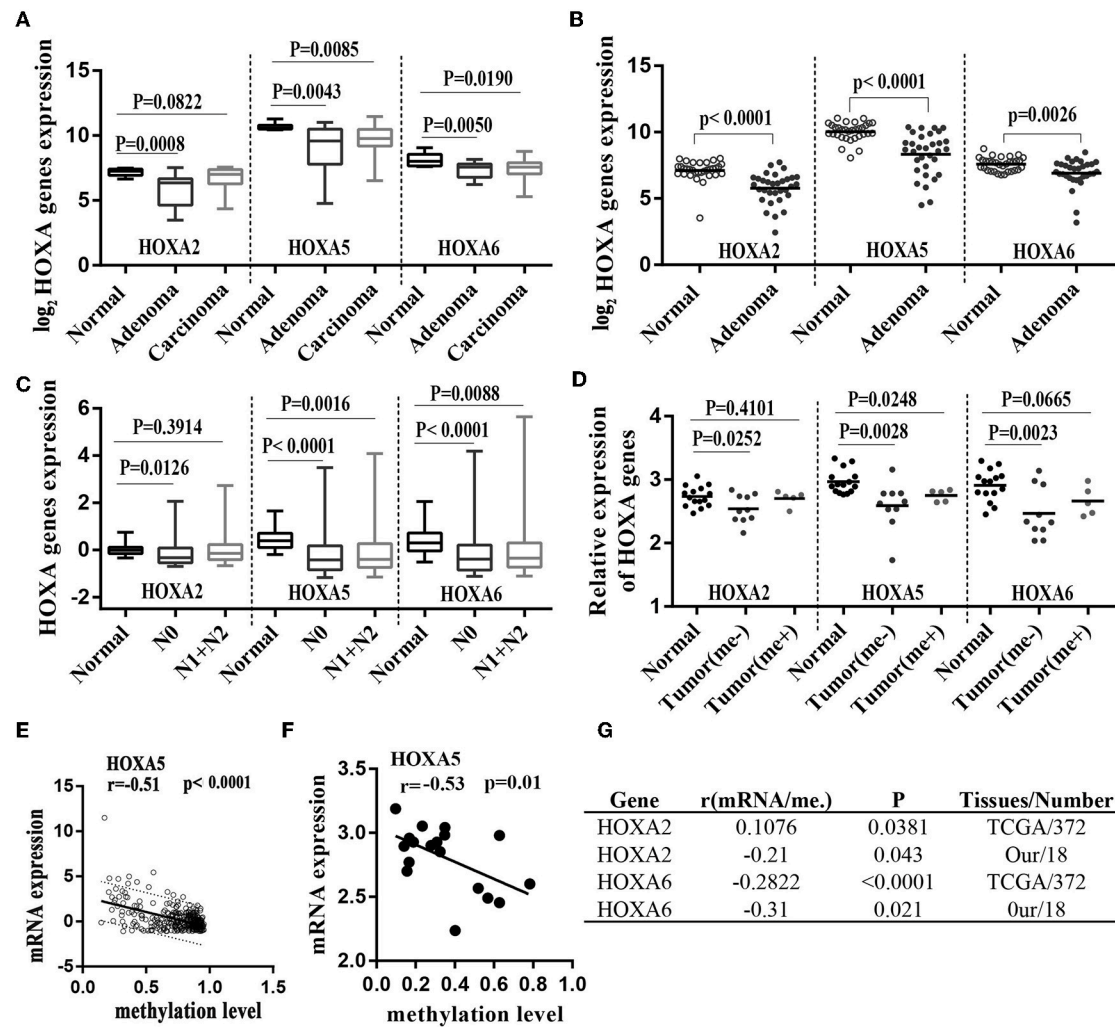 A
log2 HOXA genes expression
15
10
5
0
P=0.0822
P=0.0008
P=0.0085
P=0.0043
P=0.0190
P=0.0050
HOXA2
HOXA5
HOXA6
Normal
Adenoma
Carcinoma
Normal
Adenoma
Carcinoma
Normal
Adenoma
Carcinoma
B
log2 HOXA genes expression
15
10
5
0
p< 0.0001
p< 0.0001
p=0.0026
HOXA2
HOXA5
HOXA6
Normal
Adenoma
Normal
Adenoma
Normal
Adenoma
C
HOXA genes expression
6
4
2
0
-2
P=0.3914
P=0.0126
P=0.0016
P< 0.0001
P=0.0088
P< 0.0001
HOXA2
HOXA5
HOXA6
Normal
N0
N1+N2
Normal
N0
N1+N2
Normal
N0
N1+N2
D
Relative expression
of HOXA genes
4
3
2
1
P=0.4101
P=0.0252
P=0.0248
P=0.0028
P=0.0665
P=0.0023
HOXA2
HOXA5
HOXA6
Normal
Tumor(me-)
Tumor(me+)
Normal
Tumor(me-)
Tumor(me+)
Normal
Tumor(me-)
Tumor(me+)
E
HOXA5
r=-0.51 p< 0.0001
mRNA expression
15
10
5
0
-5
0.0 0.5 1.0 1.5
methylation level
F
HOXA5
r=-0.53 p=0.01
mRNA expression
3.5
3.0
2.5
2.0
0.0 0.2 0.4 0.6 0.8 1.0
methylation level
G
Gene r(mRNA/me.) P Tissues/Number
HOXA2 0.1076 0.0381 TCGA/372
HOXA2 -0.21 0.043 Our/18
HOXA6 -0.2822 <0.0001 TCGA/372
HOXA6 -0.31 0.021 0ur/18